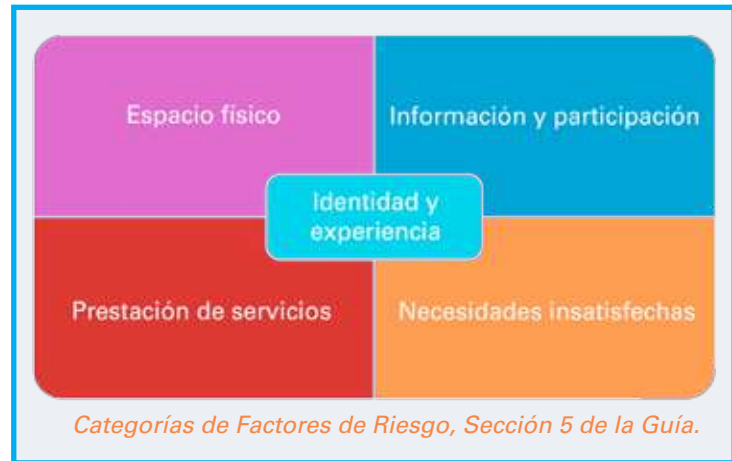 Espacio físico
Información y participación
Identidad y
experiencia
Prestación de servicios
Necesidades insatisfechas
Categorías de Factores de Riesgo, Sección 5 de la Guía.